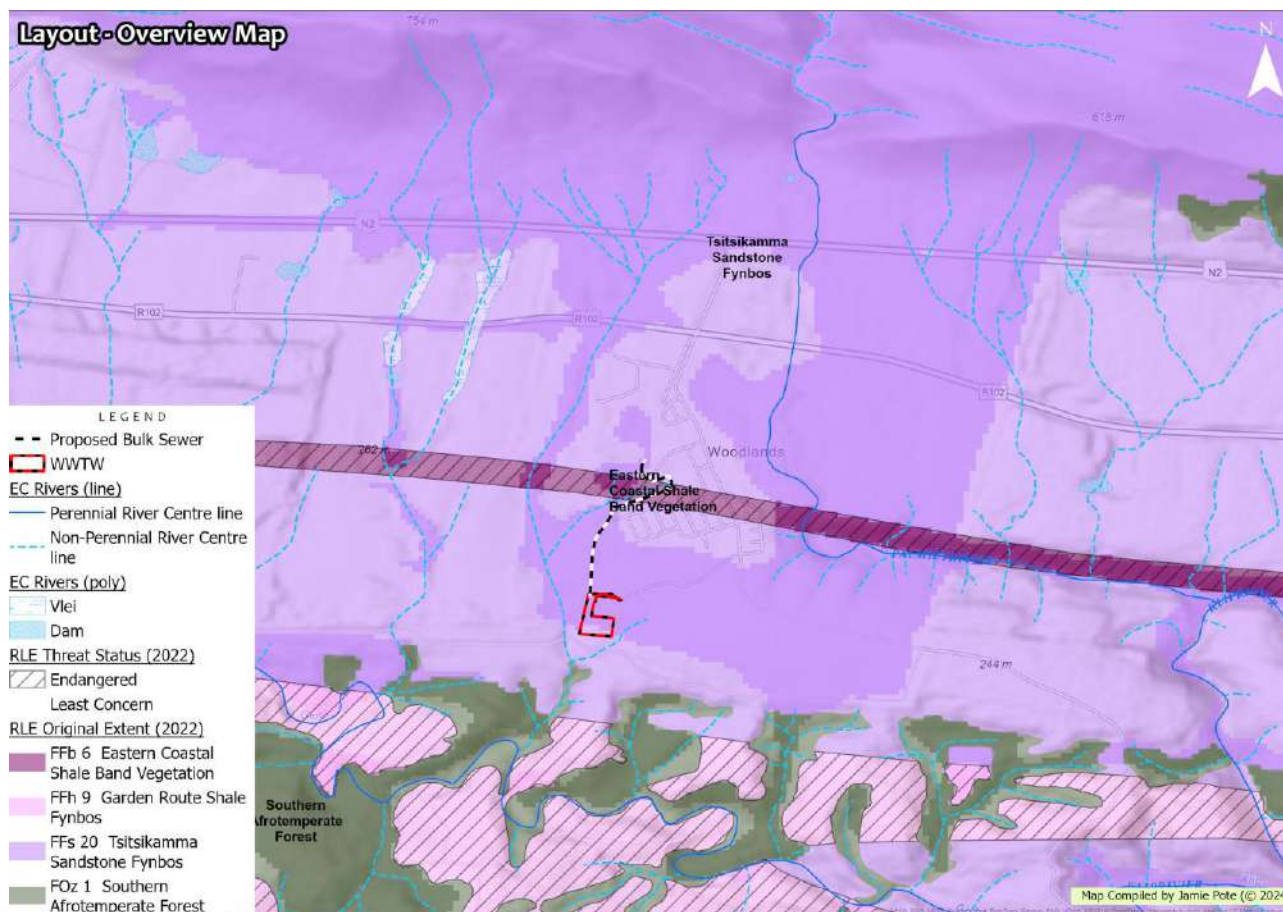 Layout - Overview Map
N
754 m
618 m
N2
Tsitsikamma
Sandstone
Fynbos
N2
R102
R102
R102
262 m
Woodlands
Eastern
Coastal Shale
Band Vegetation
244 m
Southern
Afrotemperate
Forest
LEGEND
Proposed Bulk Sewer
WWTW
EC Rivers (line)
Perennial River Centre line
Non-Perennial River Centre
line
EC Rivers (poly)
Vlei
Dam
RLE Threat Status (2022)
Endangered
Least Concern
RLE Original Extent (2022)
FFb 6 Eastern Coastal
Shale Band Vegetation
FFh 9 Garden Route Shale
Fynbos
FFs 20 Tsitsikamma
Sandstone Fynbos
FOz 1 Southern
Afrotemperate Forest
Map Compiled by Jamie Pote (© 2024